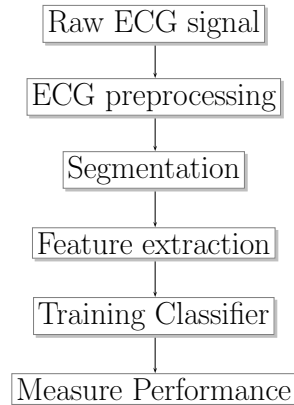 Raw ECG signal
ECG preprocessing
Segmentation
Feature extraction
Training Classifier
Measure Performance